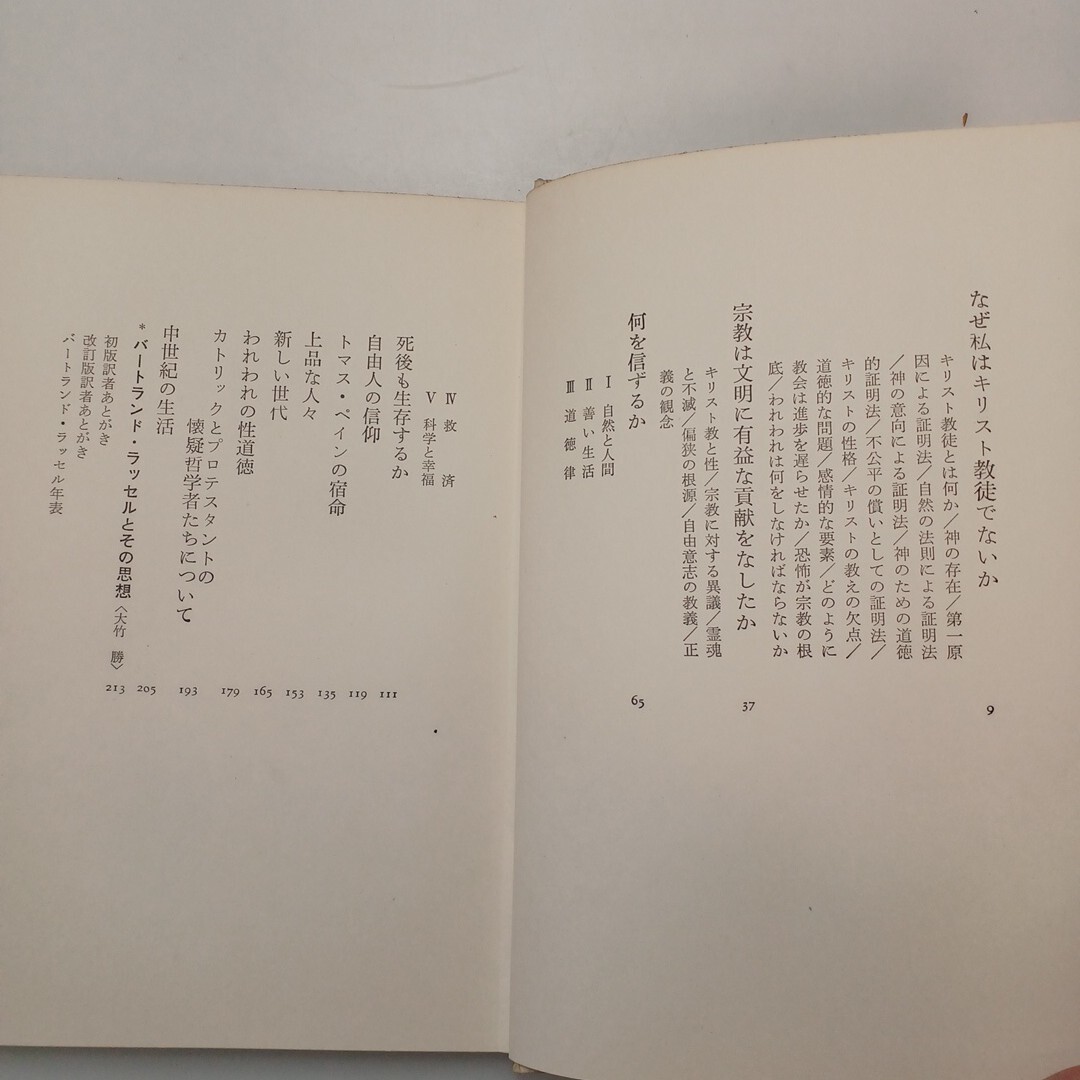 なぜ私はキリスト教徒でないか
9
キリスト教徒とは何か／神の存在／第一原
因による証明法／自然の法則による証明法
／神の意向による証明法／神のための道徳
的証明法／不公平の償いとしての証明法／
キリストの性格／キリストの教えの欠点／
道徳的な問題／感情的な要素／どのように
教会は進歩を遅らせたか／恐怖が宗教の根
底／われわれは何をしなければならないか
宗教は文明に有益な貢献をなしたか
37
キリスト教と性／宗教に対する異議／霊魂
と不滅／偏狭の根源／自由意志の教義／正
義の観念
何を信ずるか
65
Ⅰ 自然と人間
Ⅱ 善い生活
Ⅲ 道徳律
Ⅳ 救済
Ⅴ 科学と幸福
死後も生存するか
111
自由人の信仰
119
トマス・ペインの宿命
135
上品な人々
153
新しい世代
165
われわれの性道徳
179
カトリックとプロテスタントの
懐疑哲学者たちについて
193
中世紀の生活
205
*バートランド・ラッセルとその思想〈大竹 勝〉
213
初版訳者あとがき
改訂版訳者あとがき
バートランド・ラッセル年表